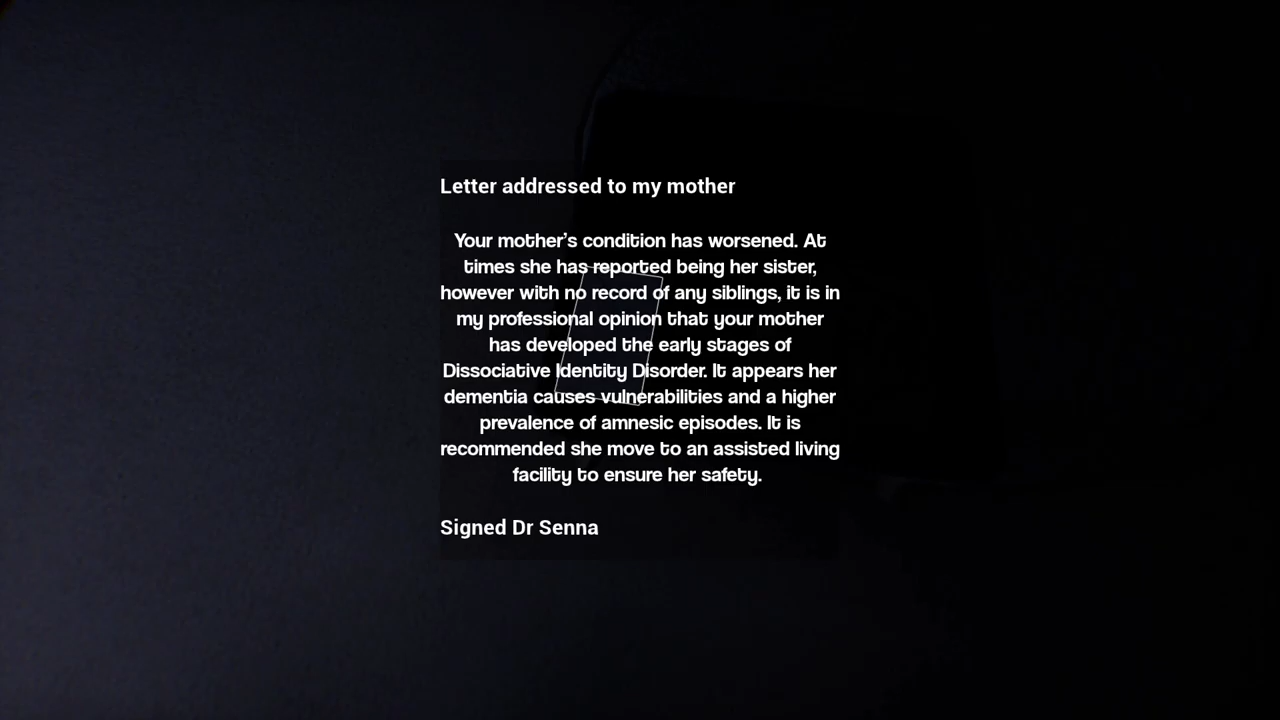 Letter addressed to my mother
Your mother's condition has worsened. At
times she has reported being her sister,
however with no record of any siblings, it is in
my professional opinion that your mother
has developed the early stages of
Dissociative Identity Disorder. It appears her
dementia causes vulnerabilities and a higher
prevalence of amnesic episodes. It is
recommended she move to an assisted living
facility to ensure her safety.
Signed Dr Senna